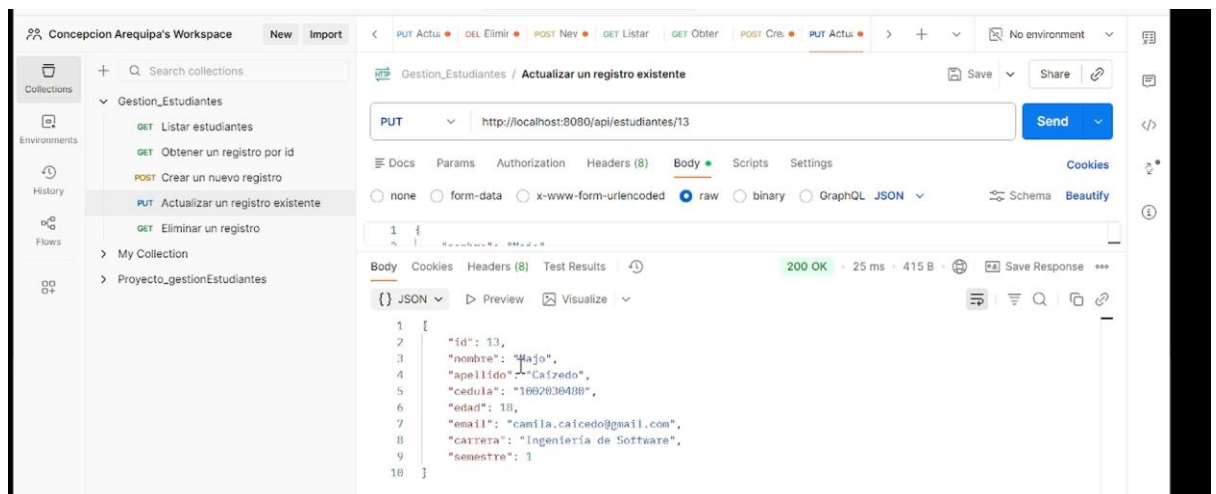 Concepcion Arequipa's Workspace New Import
PUT Actu DEL Elimir POST Nev GET Listar GET Obter POST Cre PUT Actu No environment
Collections
Search collections
Gestion_Estudiantes / Actualizar un registro existente
Save Share
Gestion_Estudiantes
GET Listar estudiantes
GET Obtener un registro por id
POST Crear un nuevo registro
PUT Actualizar un registro existente
GET Eliminar un registro
My Collection
Proyecto_gestionEstudiantes
Environments
History
Flows
PUT http://localhost:8080/api/estudiantes/13 Send
Docs Params Authorization Headers (8) Body Scripts Settings Cookies
none form-data x-www-form-urlencoded raw binary GraphQL JSON Schema Beautify
1 {
Body Cookies Headers (8) Test Results 200 OK 25 ms 415 B Save Response
{} JSON Preview Visualize
1 {
2 "id": 13,
3 "nombre": "Majo",
4 "apellido": "Caizedo",
5 "cedula": "1002030480",
6 "edad": 18,
7 "email": "camila.caicedo@gmail.com",
8 "carrera": "Ingeniería de Software",
9 "semestre": 1
10 }